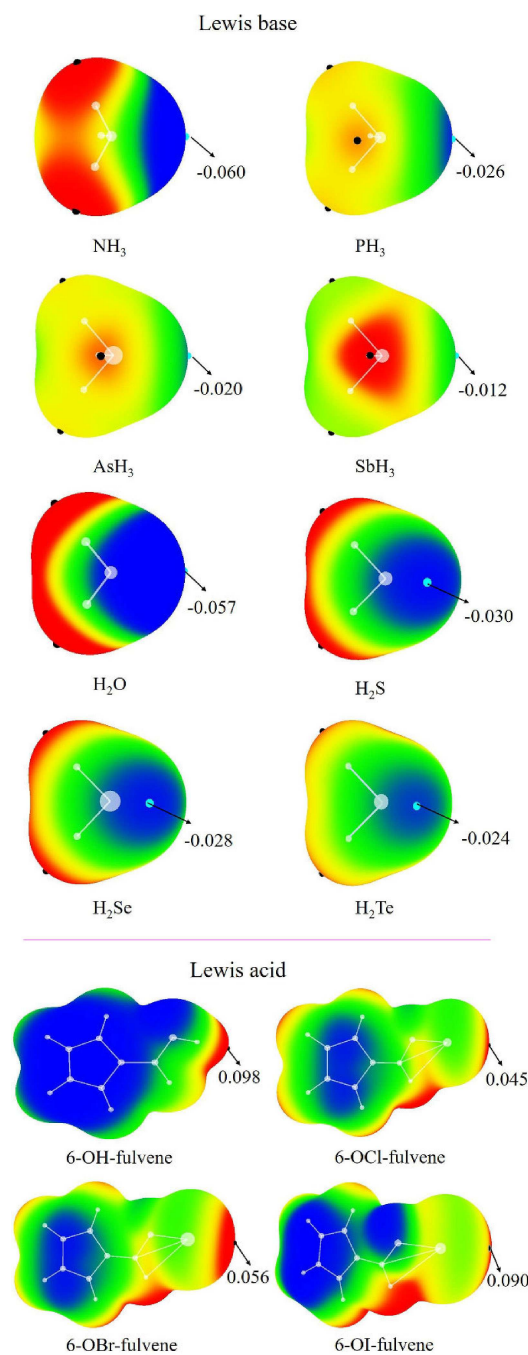 Lewis base
-0.060
-0.026
NH₃
PH₃
-0.020
-0.012
AsH₃
SbH₃
-0.057
-0.030
H₂O
H₂S
-0.028
-0.024
H₂Se
H₂Te
Lewis acid
0.098
0.045
6-OH-fulvene
6-OCl-fulvene
0.056
0.090
6-OBr-fulvene
6-OI-fulvene